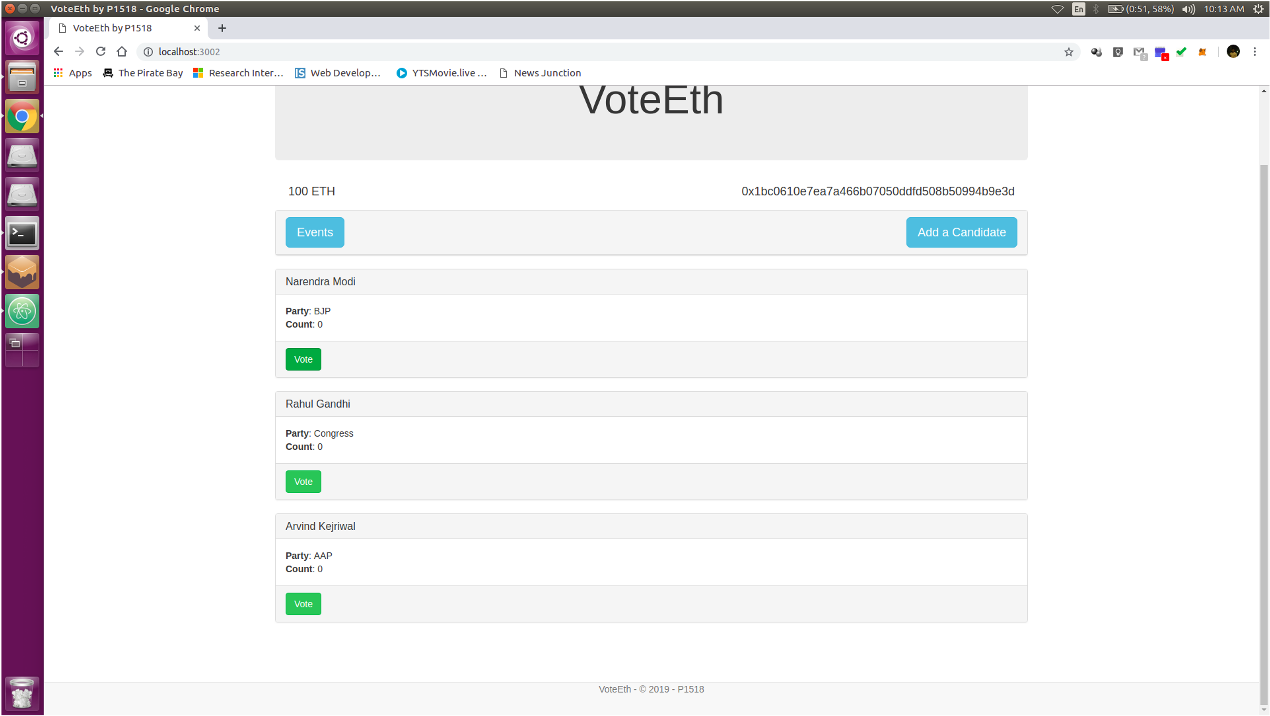 VoteEth by P1518 - Google Chrome
En
(0:51, 58%)
10:13 AM
VoteEth by P1518
localhost:3002
Apps
The Pirate Bay
Research Inter...
Web Develop...
YTSMovie.live ...
News Junction
VoteEth
100 ETH
0x1bc0610e7ea7a466b07050ddfd508b50994b9e3d
Events
Add a Candidate
Narendra Modi
Party: BJP
Count: 0
Vote
Rahul Gandhi
Party: Congress
Count: 0
Vote
Arvind Kejriwal
Party: AAP
Count: 0
Vote
VoteEth - © 2019 - P1518